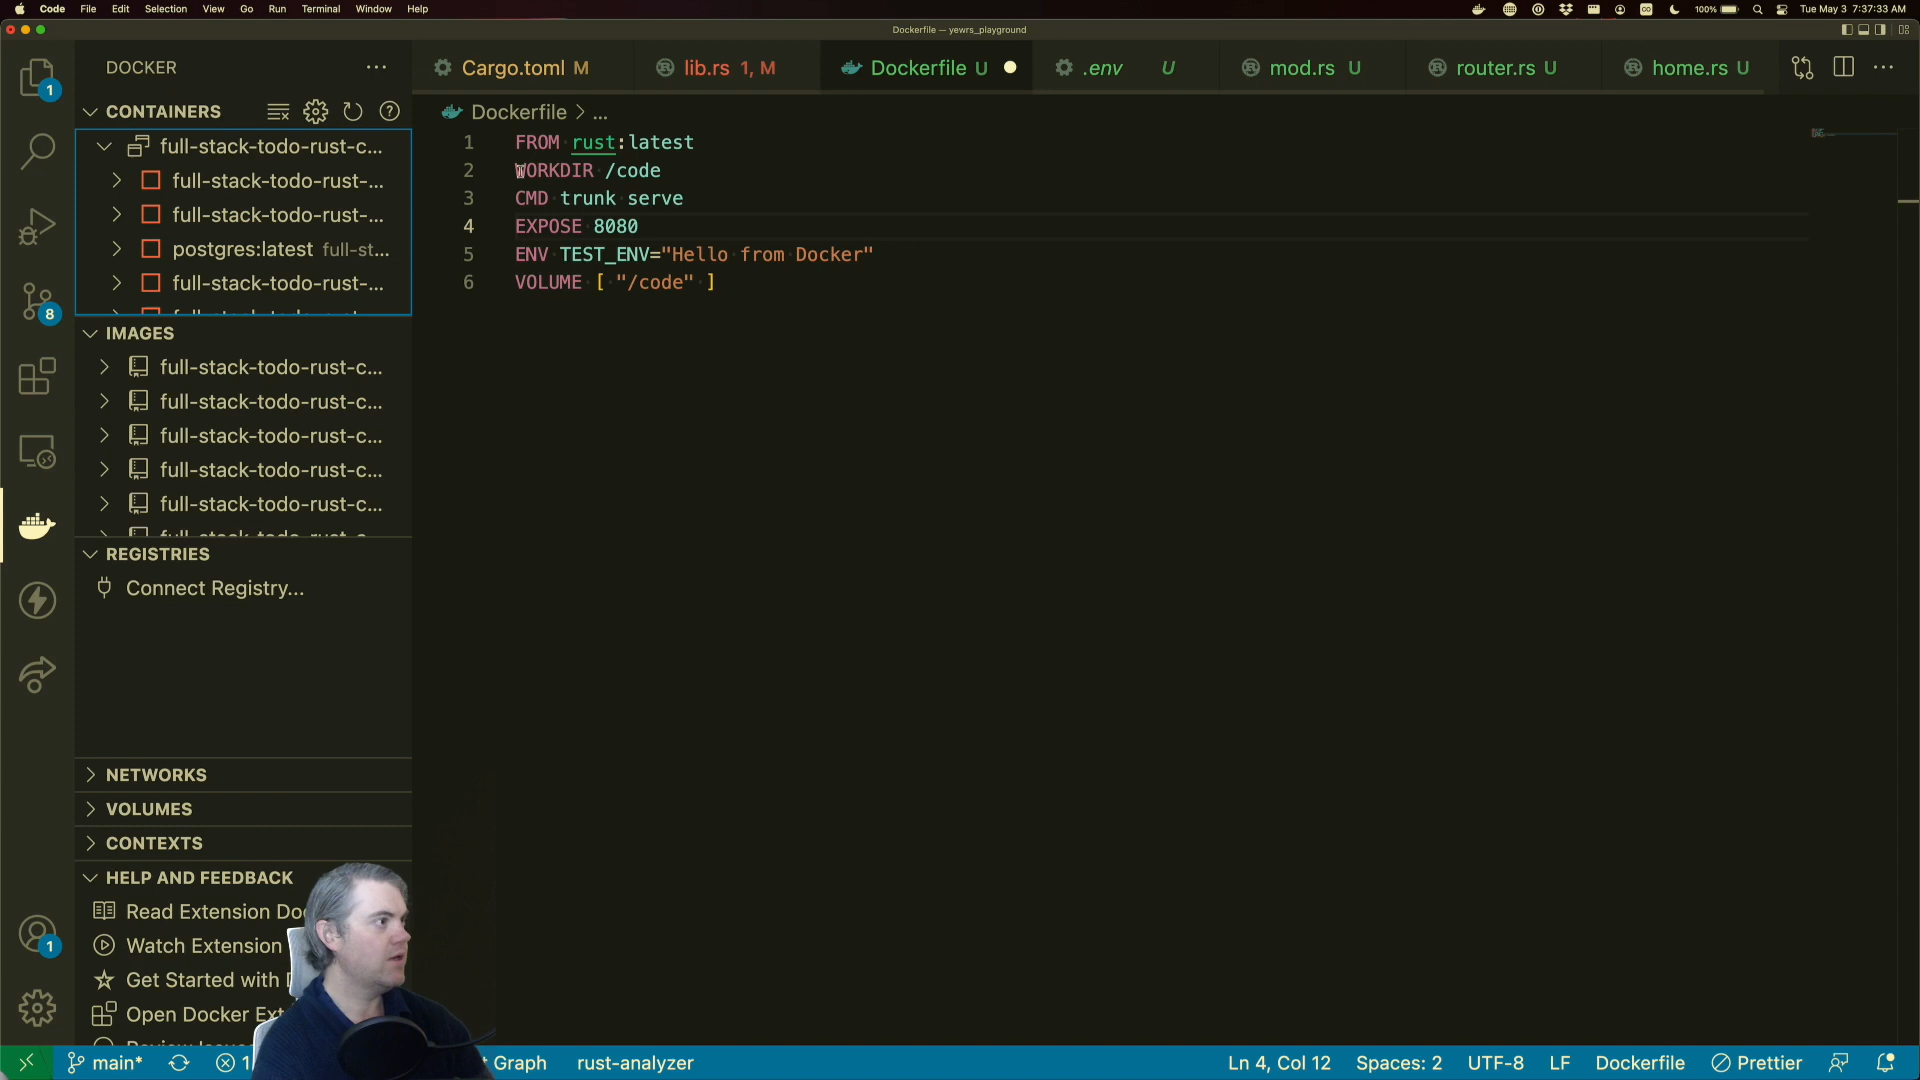 Code File Edit Selection View Go Run Terminal Window Help
100% Tue May 3 7:37:33 AM
Dockerfile — yewrs_playground
DOCKER
Cargo.toml M
lib.rs 1, M
Dockerfile U
.env U
mod.rs U
router.rs U
home.rs U
CONTAINERS
Dockerfile > ...
full-stack-todo-rust-c...
full-stack-todo-rust-...
full-stack-todo-rust-...
postgres:latest full-st...
full-stack-todo-rust-...
1 FROM rust:latest
2 WORKDIR /code
3 CMD trunk serve
4 EXPOSE 8080
5 ENV TEST_ENV="Hello from Docker"
6 VOLUME [ "/code" ]
IMAGES
full-stack-todo-rust-c...
full-stack-todo-rust-c...
full-stack-todo-rust-c...
full-stack-todo-rust-c...
full-stack-todo-rust-c...
REGISTRIES
Connect Registry...
NETWORKS
VOLUMES
CONTEXTS
HELP AND FEEDBACK
Read Extension
Watch Extension
Get Started with
Open Docker
1
8
1
main*
1
Graph
rust-analyzer
Ln 4, Col 12
Spaces: 2
UTF-8
LF
Dockerfile
Prettier